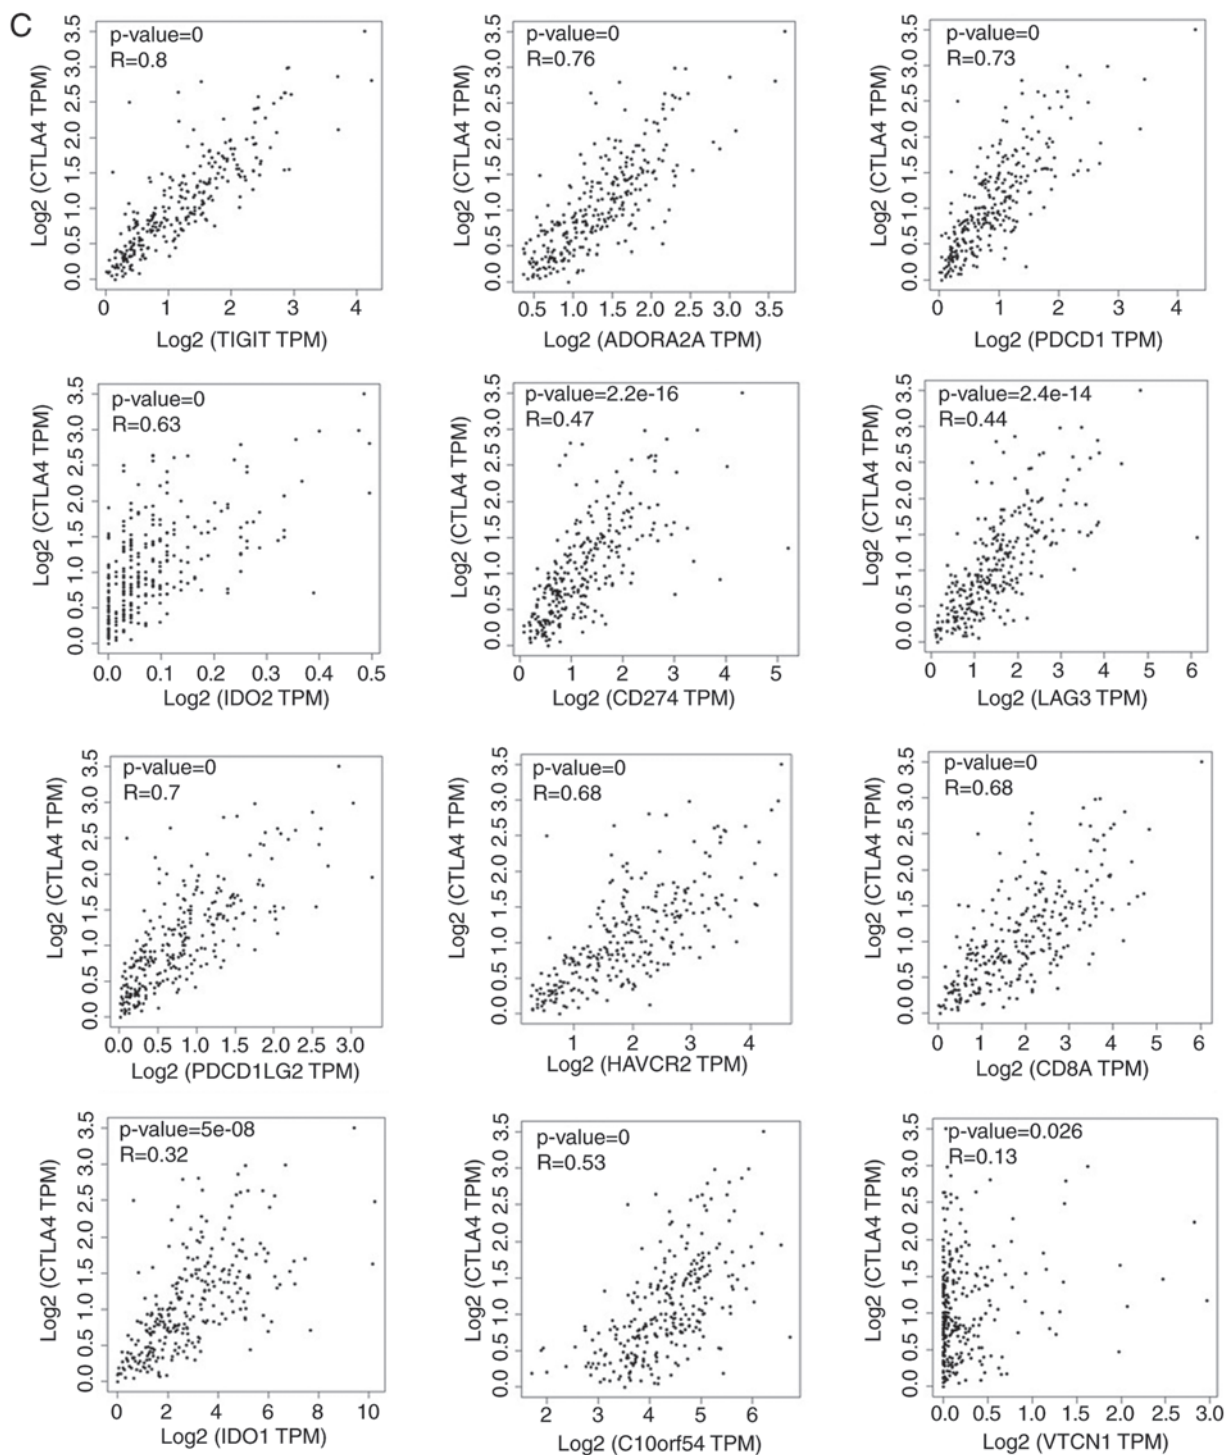 C
p-value=0
R=0.8
Log2 (CTLA4 TPM)
0.0 0.5 1.0 1.5 2.0 2.5 3.0 3.5
0 1 2 3 4
Log2 (TIGIT TPM)
p-value=0
R=0.76
Log2 (CTLA4 TPM)
0.0 0.5 1.0 1.5 2.0 2.5 3.0 3.5
0.5 1.0 1.5 2.0 2.5 3.0 3.5
Log2 (ADORA2A TPM)
p-value=0
R=0.73
Log2 (CTLA4 TPM)
0.0 0.5 1.0 1.5 2.0 2.5 3.0 3.5
0 1 2 3 4
Log2 (PDCD1 TPM)
p-value=0
R=0.63
Log2 (CTLA4 TPM)
0.0 0.5 1.0 1.5 2.0 2.5 3.0 3.5
0.0 0.1 0.2 0.3 0.4 0.5
Log2 (IDO2 TPM)
p-value=2.2e-16
R=0.47
Log2 (CTLA4 TPM)
0.0 0.5 1.0 1.5 2.0 2.5 3.0 3.5
0 1 2 3 4 5
Log2 (CD274 TPM)
p-value=2.4e-14
R=0.44
Log2 (CTLA4 TPM)
0.0 0.5 1.0 1.5 2.0 2.5 3.0 3.5
0 1 2 3 4 5 6
Log2 (LAG3 TPM)
p-value=0
R=0.7
Log2 (CTLA4 TPM)
0.0 0.5 1.0 1.5 2.0 2.5 3.0 3.5
0.0 0.5 1.0 1.5 2.0 2.5 3.0
Log2 (PDCD1LG2 TPM)
p-value=0
R=0.68
Log2 (CTLA4 TPM)
0.0 0.5 1.0 1.5 2.0 2.5 3.0 3.5
1 2 3 4
Log2 (HAVCR2 TPM)
p-value=0
R=0.68
Log2 (CTLA4 TPM)
0.0 0.5 1.0 1.5 2.0 2.5 3.0 3.5
0 1 2 3 4 5 6
Log2 (CD8A TPM)
p-value=5e-08
R=0.32
Log2 (CTLA4 TPM)
0.0 0.5 1.0 1.5 2.0 2.5 3.0 3.5
0 2 4 6 8 10
Log2 (IDO1 TPM)
p-value=0
R=0.53
Log2 (CTLA4 TPM)
0.0 0.5 1.0 1.5 2.0 2.5 3.0 3.5
2 3 4 5 6
Log2 (C10orf54 TPM)
p-value=0.026
R=0.13
Log2 (CTLA4 TPM)
0.0 0.5 1.0 1.5 2.0 2.5 3.0 3.5
0.0 0.5 1.0 1.5 2.0 2.5 3.0
Log2 (VTCN1 TPM)